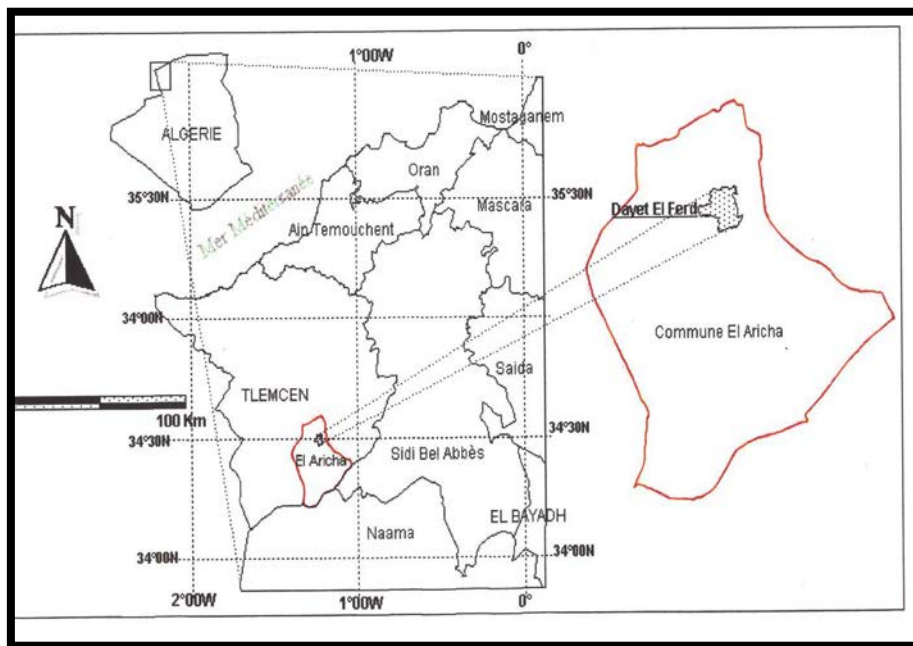 1°00W
0°
Mostaganem
ALGERIE
Oran
35°30N
35°30N
Mer Méditerranée
Mascara
Dayet El Ferd
N
Ain Temouchent
34°00N
34°00N
Commune El Aricha
Saida
TLEMCEN
100 Km
34°30N
34°30N
El Aricha
Sidi Bel Abbès
EL BAYADH
Naama
34°00N
34°00N
2°00W
1°00W
0°